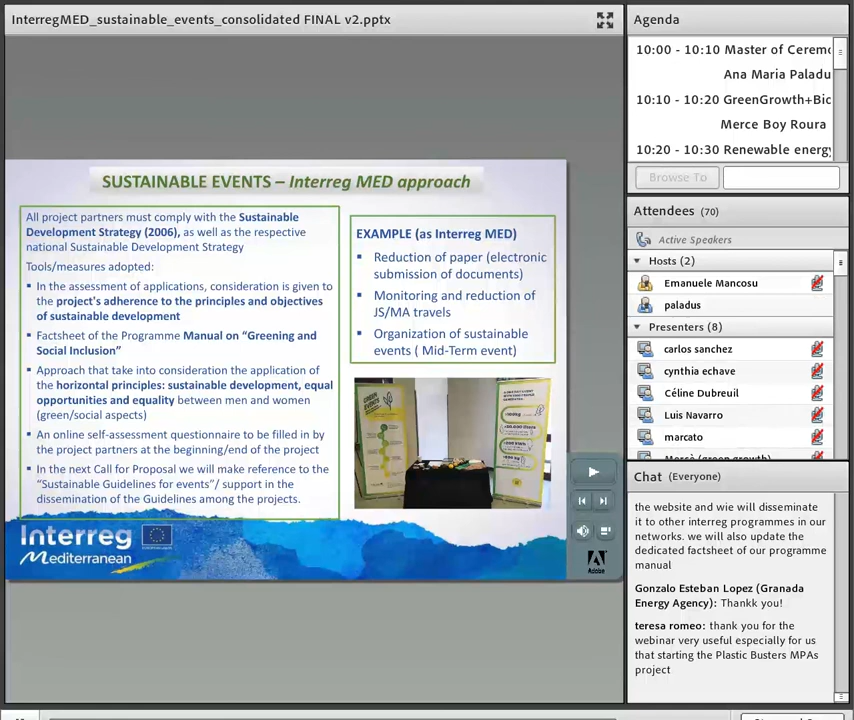 InterregMED_sustainable_events_consolidated FINAL v2.pptx
SUSTAINABLE EVENTS – Interreg MED approach
All project partners must comply with the Sustainable
Development Strategy (2006), as well as the respective
national Sustainable Development Strategy
Tools/measures adopted:
▪ In the assessment of applications, consideration is given to
the project's adherence to the principles and objectives
of sustainable development
▪ Factsheet of the Programme Manual on “Greening and
Social Inclusion”
▪ Approach that take into consideration the application of
the horizontal principles: sustainable development, equal
opportunities and equality between men and women
(green/social aspects)
▪ An online self-assessment questionnaire to be filled in by
the project partners at the beginning/end of the project
▪ In the next Call for Proposal we will make reference to the
“Sustainable Guidelines for events”/ support in the
dissemination of the Guidelines among the projects.
EXAMPLE (as Interreg MED)
▪ Reduction of paper (electronic
submission of documents)
▪ Monitoring and reduction of
JS/MA travels
▪ Organization of sustainable
events ( Mid-Term event)
GREEN
EVENTS
Interreg
Mediterranean
Adobe
Agenda
10:00 - 10:10 Master of Ceremo
Ana Maria Paladu
10:10 - 10:20 GreenGrowth+Bio
Merce Boy Roura
10:20 - 10:30 Renewable energy
Browse To
Attendees (70)
Active Speakers
Hosts (2)
Emanuele Mancosu
paladus
Presenters (8)
carlos sanchez
cynthia echave
Céline Dubreuil
Luis Navarro
marcato
Mercè (green growth)
Chat (Everyone)
the website and wie will disseminate
it to other interreg programmes in our
networks. we will also update the
dedicated factsheet of our programme
manual
Gonzalo Esteban Lopez (Granada
Energy Agency): Thankk you!
teresa romeo: thank you for the
webinar very useful especially for us
that starting the Plastic Busters MPAs
project